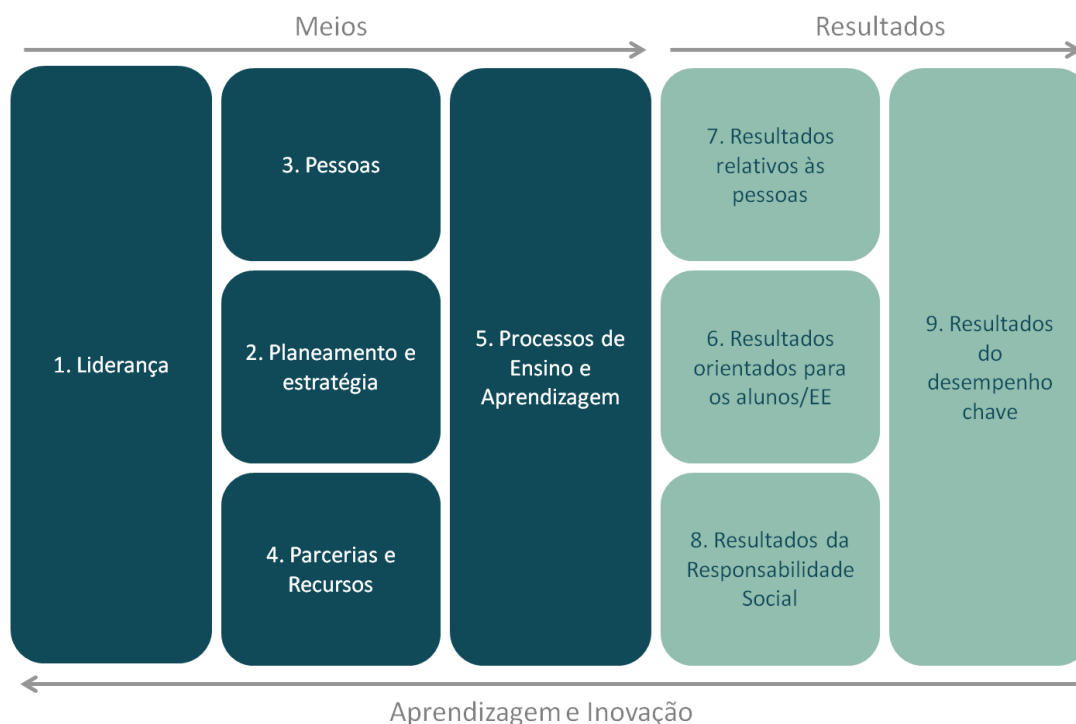 Meios
Resultados
1. Liderança
3. Pessoas
2. Planeamento e
estratégia
4. Parcerias e
Recursos
5. Processos de
Ensino e
Aprendizagem
7. Resultados
relativos às
pessoas
6. Resultados
orientados para
os alunos/EE
8. Resultados da
Responsabilidade
Social
9. Resultados
do
desempenho
chave
Aprendizagem e Inovação